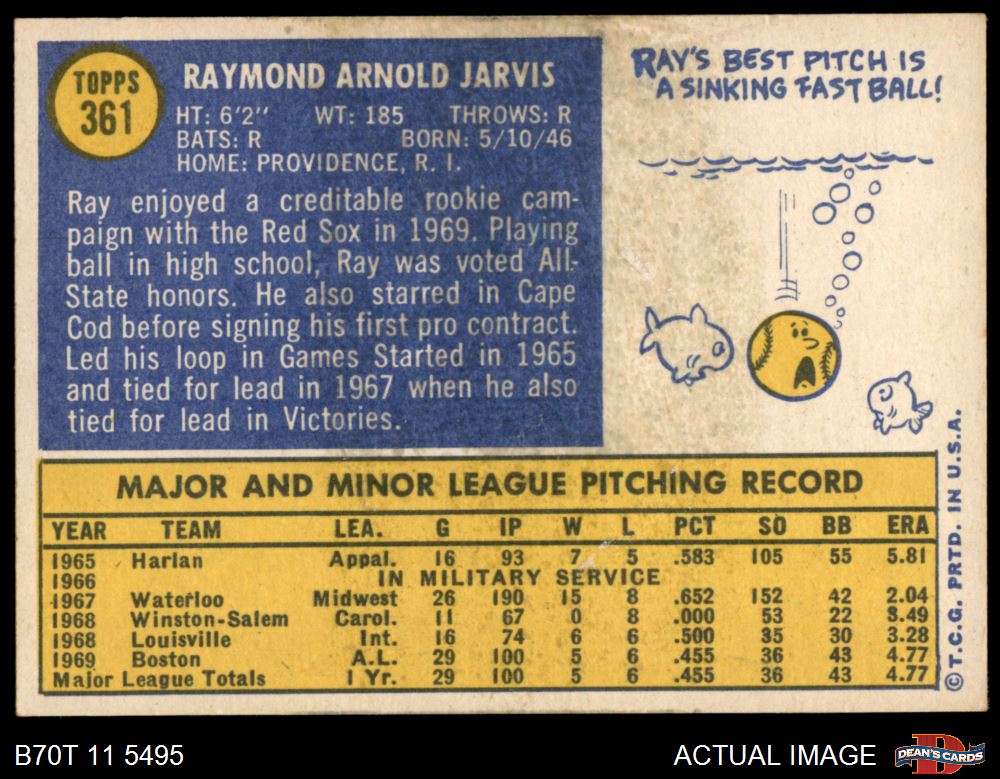 TOPPS
361
RAYMOND ARNOLD JARVIS
HT: 6'2" WT: 185 THROWS: R
BATS: R BORN: 5/10/46
HOME: PROVIDENCE, R. I.
Ray enjoyed a creditable rookie cam-
paign with the Red Sox in 1969. Playing
ball in high school, Ray was voted All-
State honors. He also starred in Cape
Cod before signing his first pro contract.
Led his loop in Games Started in 1965
and tied for lead in 1967 when he also
tied for lead in Victories.
RAY'S BEST PITCH IS
A SINKING FAST BALL!
MAJOR AND MINOR LEAGUE PITCHING RECORD
YEAR TEAM LEA. G IP W L PCT SO BB ERA
1965 Harlan Appal. 16 93 7 5 .583 105 55 5.81
1966 IN MILITARY SERVICE
1967 Waterloo Midwest 26 190 15 8 .652 152 42 2.04
1968 Winston-Salem Carol. 11 67 0 8 .000 53 22 3.49
1968 Louisville Int. 16 74 6 6 .500 35 30 3.28
1969 Boston A.L. 29 100 5 6 .455 36 43 4.77
Major League Totals 1 Yr. 29 100 5 6 .455 36 43 4.77
© T.C.G. PRTD. IN U.S.A.
B70T 11 5495
ACTUAL IMAGE
D
DEAN'S CARDS